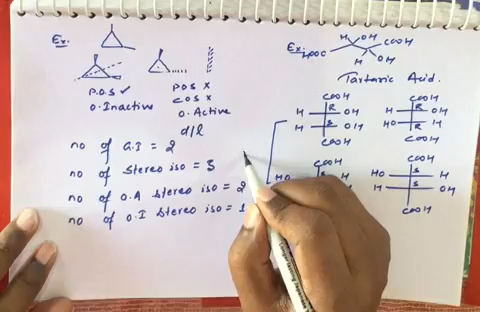 Ex.
P.O.S ✓
O.Inactive
P.O.S X
C.O.S X
O.Active
d/l
no of G.I = 2
no of Stereo iso = 3
no of O.A stereo iso = 2
no of O.I Stereo iso = 1
Ex.
HOOC H OH COOH
H OH
Tartaric Acid.
COOH
H R OH
H S OH
COOH
COOH
H R OH
HO R H
COOH
COOH
HO S
COOH
HO S H
H S OH
COOH